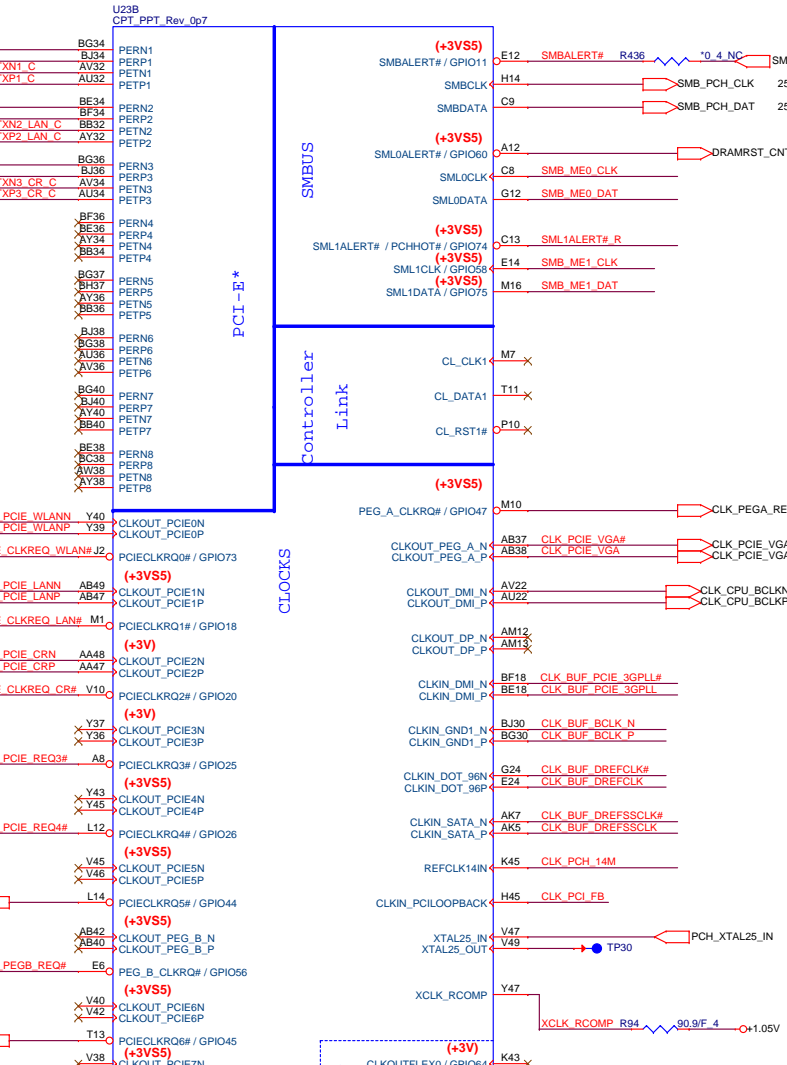 U23B
CPT_PPT_Rev_0p7
BG34 PERN1
BJ34 PERP1
TXN1_C AV32 PETN1
TXP1_C AU32 PETP1
BE34 PERN2
BF34 PERP2
TXN2_LAN_C BB32 PETN2
TXP2_LAN_C AY32 PETP2
BG36 PERN3
BJ36 PERP3
TXN3_CR_C AV34 PETN3
TXP3_CR_C AU34 PETP3
BF36 PERN4
BE36 PERP4
AY34 PETN4
BB34 PETP4
BG37 PERN5
BH37 PERP5
AY36 PETN5
BB36 PETP5
BJ38 PERN6
BG38 PERP6
AU36 PETN6
AV36 PETP6
BG40 PERN7
BJ40 PERP7
AY40 PETN7
BB40 PETP7
BE38 PERN8
BC38 PERP8
AW38 PETN8
AY38 PETP8
PCI-E*
PCIE_WLANN Y40 CLKOUT_PCIE0N
PCIE_WLANP Y39 CLKOUT_PCIE0P
CLKREQ_WLAN# J2 PCIECLKRQ0# / GPIO73
(+3VS5)
PCIE_LANN AB49 CLKOUT_PCIE1N
PCIE_LANP AB47 CLKOUT_PCIE1P
CLKREQ_LAN# M1 PCIECLKRQ1# / GPIO18
(+3V)
PCIE_CRN AA48 CLKOUT_PCIE2N
PCIE_CRP AA47 CLKOUT_PCIE2P
CLKREQ_CR# V10 PCIECLKRQ2# / GPIO20
(+3V)
Y37 CLKOUT_PCIE3N
Y36 CLKOUT_PCIE3P
PCIE_REQ3# A8 PCIECLKRQ3# / GPIO25
(+3VS5)
Y43 CLKOUT_PCIE4N
Y45 CLKOUT_PCIE4P
PCIE_REQ4# L12 PCIECLKRQ4# / GPIO26
(+3VS5)
V45 CLKOUT_PCIE5N
V46 CLKOUT_PCIE5P
L14 PCIECLKRQ5# / GPIO44
(+3VS5)
AB42 CLKOUT_PEG_B_N
AB40 CLKOUT_PEG_B_P
PEGB_REQ# E6 PEG_B_CLKRQ# / GPIO56
(+3VS5)
V40 CLKOUT_PCIE6N
V42 CLKOUT_PCIE6P
T13 PCIECLKRQ6# / GPIO45
(+3VS5)
V38 CLKOUT_PCIE7N
SMBUS
(+3VS5)
SMBALERT# / GPIO11 E12 SMBALERT# R436 *0_4_NC SM
SMBCLK H14 SMB_PCH_CLK 25
SMBDATA C9 SMB_PCH_DAT 25
(+3VS5)
SML0ALERT# / GPIO60 A12 DRAMRST_CNT
SML0CLK C8 SMB_ME0_CLK
SML0DATA G12 SMB_ME0_DAT
(+3VS5)
SML1ALERT# / PCHHOT# / GPIO74 C13 SML1ALERT#_R
(+3VS5)
SML1CLK / GPIO58 E14 SMB_ME1_CLK
(+3VS5)
SML1DATA / GPIO75 M16 SMB_ME1_DAT
Controller
Link
CL_CLK1 M7
CL_DATA1 T11
CL_RST1# P10
CLOCKS
(+3VS5)
PEG_A_CLKRQ# / GPIO47 M10 CLK_PEGA_RE
CLKOUT_PEG_A_N AB37 CLK_PCIE_VGA# CLK_PCIE_VGA
CLKOUT_PEG_A_P AB38 CLK_PCIE_VGA CLK_PCIE_VGA
CLKOUT_DMI_N AV22 CLK_CPU_BCLKN
CLKOUT_DMI_P AU22 CLK_CPU_BCLKP
CLKOUT_DP_N AM12
CLKOUT_DP_P AM13
CLKIN_DMI_N BF18 CLK_BUF_PCIE_3GPLL#
CLKIN_DMI_P BE18 CLK_BUF_PCIE_3GPLL
CLKIN_GND1_N BJ30 CLK_BUF_BCLK_N
CLKIN_GND1_P BG30 CLK_BUF_BCLK_P
CLKIN_DOT_96N G24 CLK_BUF_DREFCLK#
CLKIN_DOT_96P E24 CLK_BUF_DREFCLK
CLKIN_SATA_N AK7 CLK_BUF_DREFSSCLK#
CLKIN_SATA_P AK5 CLK_BUF_DREFSSCLK
REFCLK14IN K45 CLK_PCH_14M
CLKIN_PCILOOPBACK H45 CLK_PCI_FB
XTAL25_IN V47 PCH_XTAL25_IN
XTAL25_OUT V49 TP30
XCLK_RCOMP Y47
XCLK_RCOMP R94 90.9/F_4 +1.05V
(+3V)
CLKOUTFLEX0 / GPIO64 K43